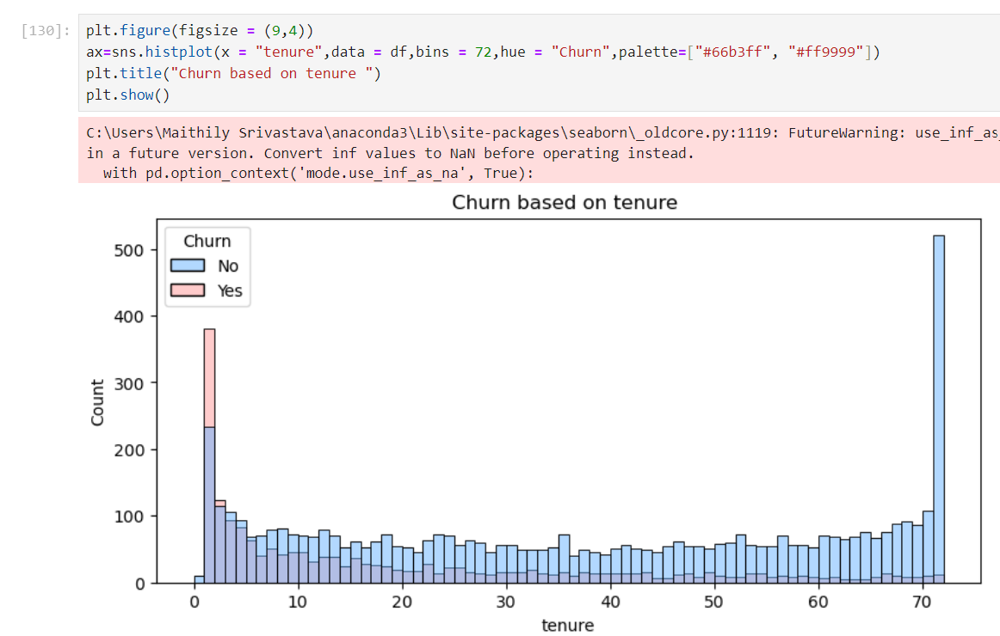 [130]:
plt.figure(figsize = (9,4))
ax=sns.histplot(x = "tenure",data = df,bins = 72,hue = "Churn",palette=["#66b3ff", "#ff9999"])
plt.title("Churn based on tenure ")
plt.show()
C:\Users\Maithily Srivastava\anaconda3\Lib\site-packages\seaborn\_oldcore.py:1119: FutureWarning: use_inf_as_
in a future version. Convert inf values to NaN before operating instead.
with pd.option_context('mode.use_inf_as_na', True):
Churn based on tenure
Churn
No
Yes
500
400
300
200
100
0
Count
0 10 20 30 40 50 60 70
tenure